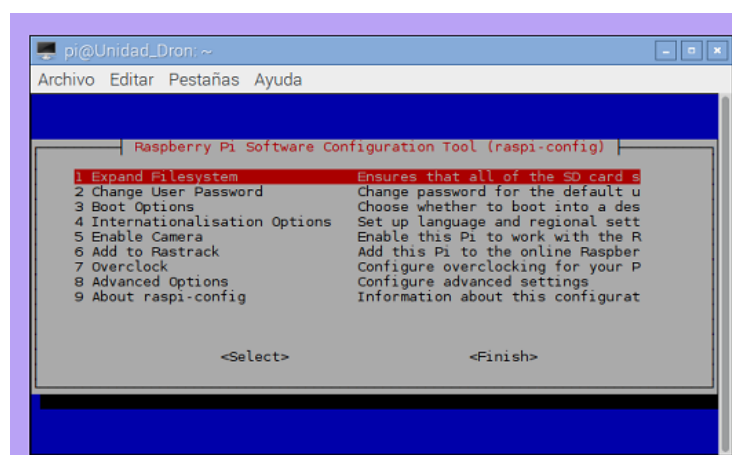 pi@Unidad_Dron: ~
Archivo Editar Pestañas Ayuda
Raspberry Pi Software Configuration Tool (raspi-config)
1 Expand Filesystem Ensures that all of the SD card s
2 Change User Password Change password for the default u
3 Boot Options Choose whether to boot into a des
4 Internationalisation Options Set up language and regional sett
5 Enable Camera Enable this Pi to work with the R
6 Add to Rastrack Add this Pi to the online Raspber
7 Overclock Configure overclocking for your P
8 Advanced Options Configure advanced settings
9 About raspi-config Information about this configurat
<Select> <Finish>